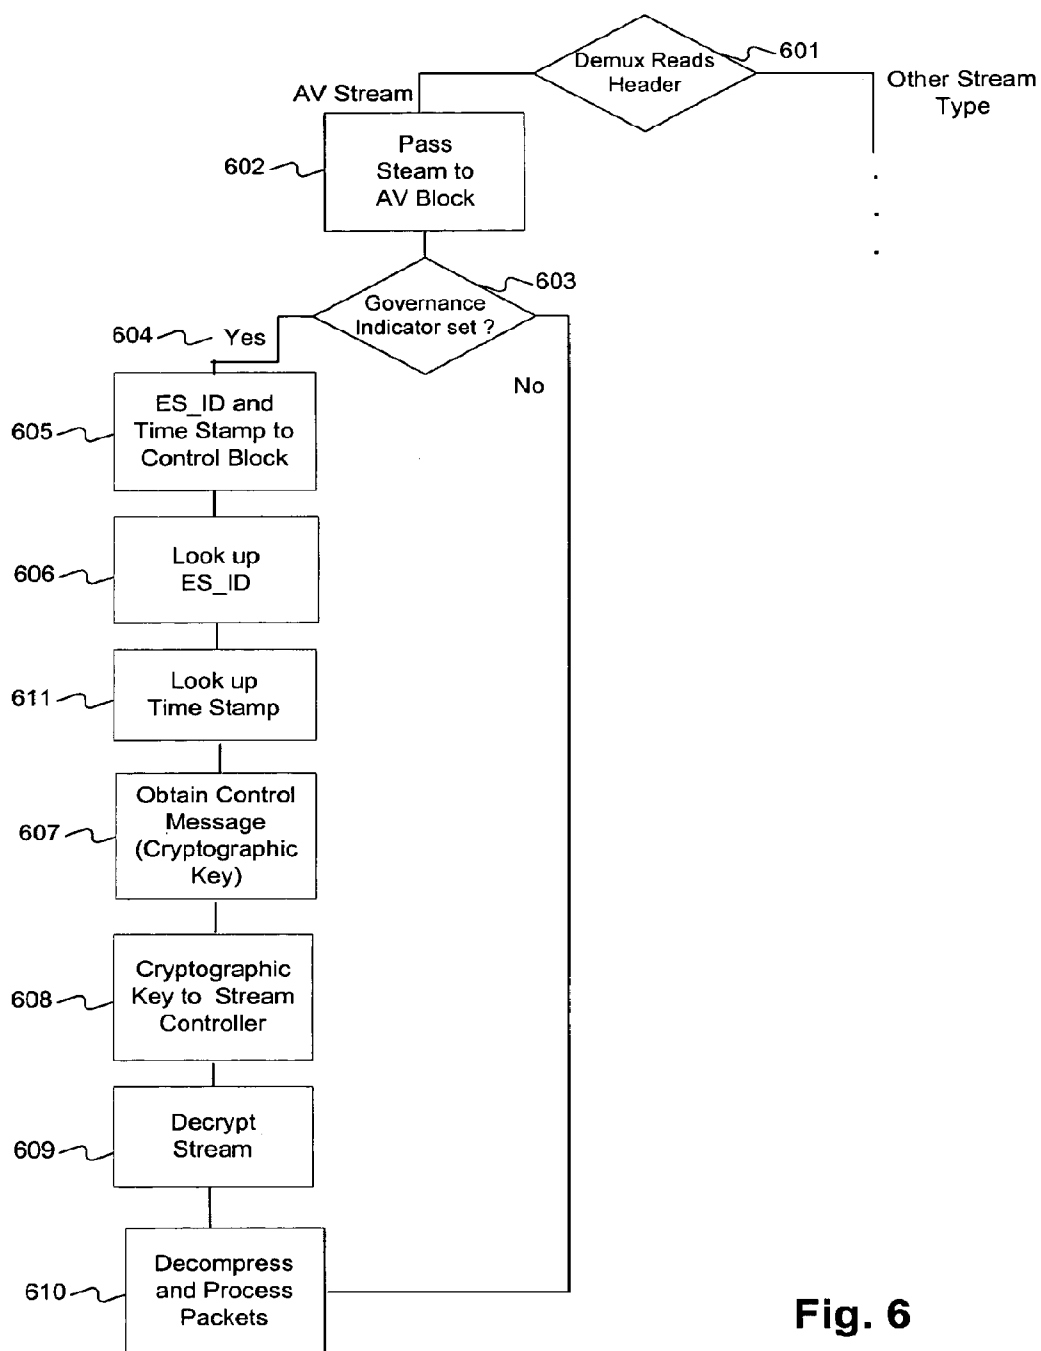 Demux Reads
Header
601
AV Stream
Other Stream
Type
Pass
Steam to
AV Block
602
603
Governance
Indicator set ?
604
Yes
No
ES_ID and
Time Stamp to
Control Block
605
Look up
ES_ID
606
Look up
Time Stamp
611
Obtain Control
Message
(Cryptographic
Key)
607
Cryptographic
Key to Stream
Controller
608
Decrypt
Stream
609
Decompress
and Process
Packets
610
Fig. 6